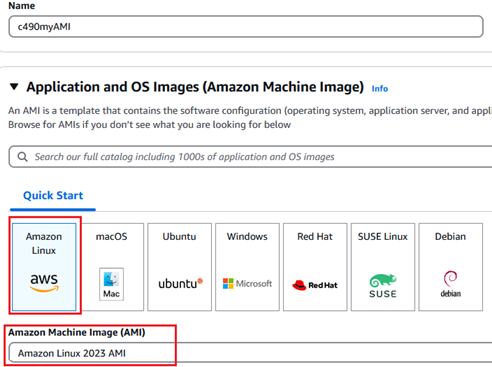 Name
c490myAMI
Application and OS Images (Amazon Machine Image) Info
An AMI is a template that contains the software configuration (operating system, application server, and appl
Browse for AMIs if you don't see what you are looking for below
Search our full catalog including 1000s of application and OS images
Quick Start
Amazon Linux
aws
macOS
Mac
Ubuntu
ubuntu
Windows
Microsoft
Red Hat
Red Hat
SUSE Linux
SUSE
Debian
debian
Amazon Machine Image (AMI)
Amazon Linux 2023 AMI